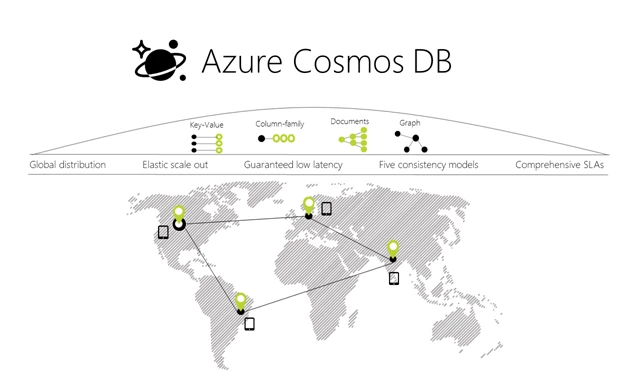 Azure Cosmos DB
Key-Value
Column-family
Documents
Graph
Global distribution
Elastic scale out
Guaranteed low latency
Five consistency models
Comprehensive SLAs